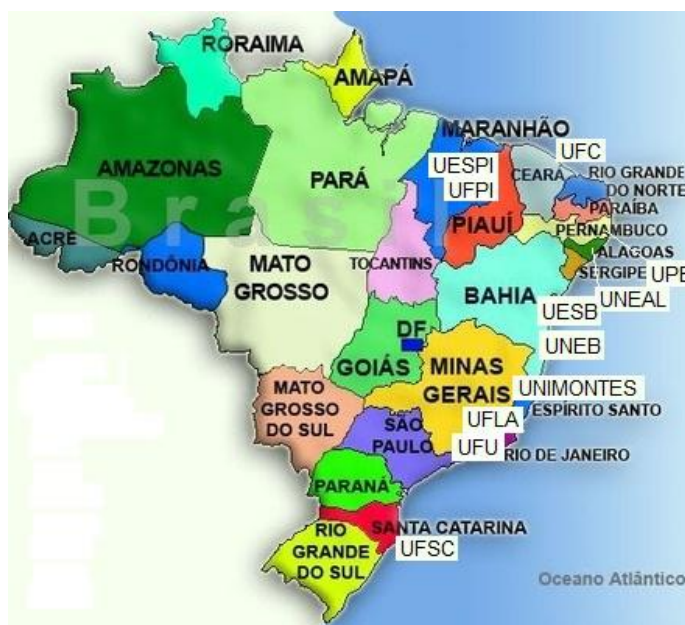 RORAIMA
AMAPÁ
AMAZONAS
PARÁ
MARANHÃO
UESPI
UFPI
UFC
CEARÁ
RIO GRANDE
DO NORTE
PARAÍBA
PERNAMBUCO
PIAUÍ
ALAGOAS
SERGIPE
UPE
UNEAL
Brasil
ACRE
RONDÔNIA
MATO
GROSSO
TOCANTINS
BAHIA
UESB
UNEB
DF
GOIÁS
MINAS
GERAIS
UNIMONTES
ESPÍRITO SANTO
UFLA
UFU
RIO DE JANEIRO
MATO
GROSSO
DO SUL
SÃO
PAULO
PARANÁ
SANTA CATARINA
UFSC
RIO
GRANDE
DO SUL
Oceano Atlântico